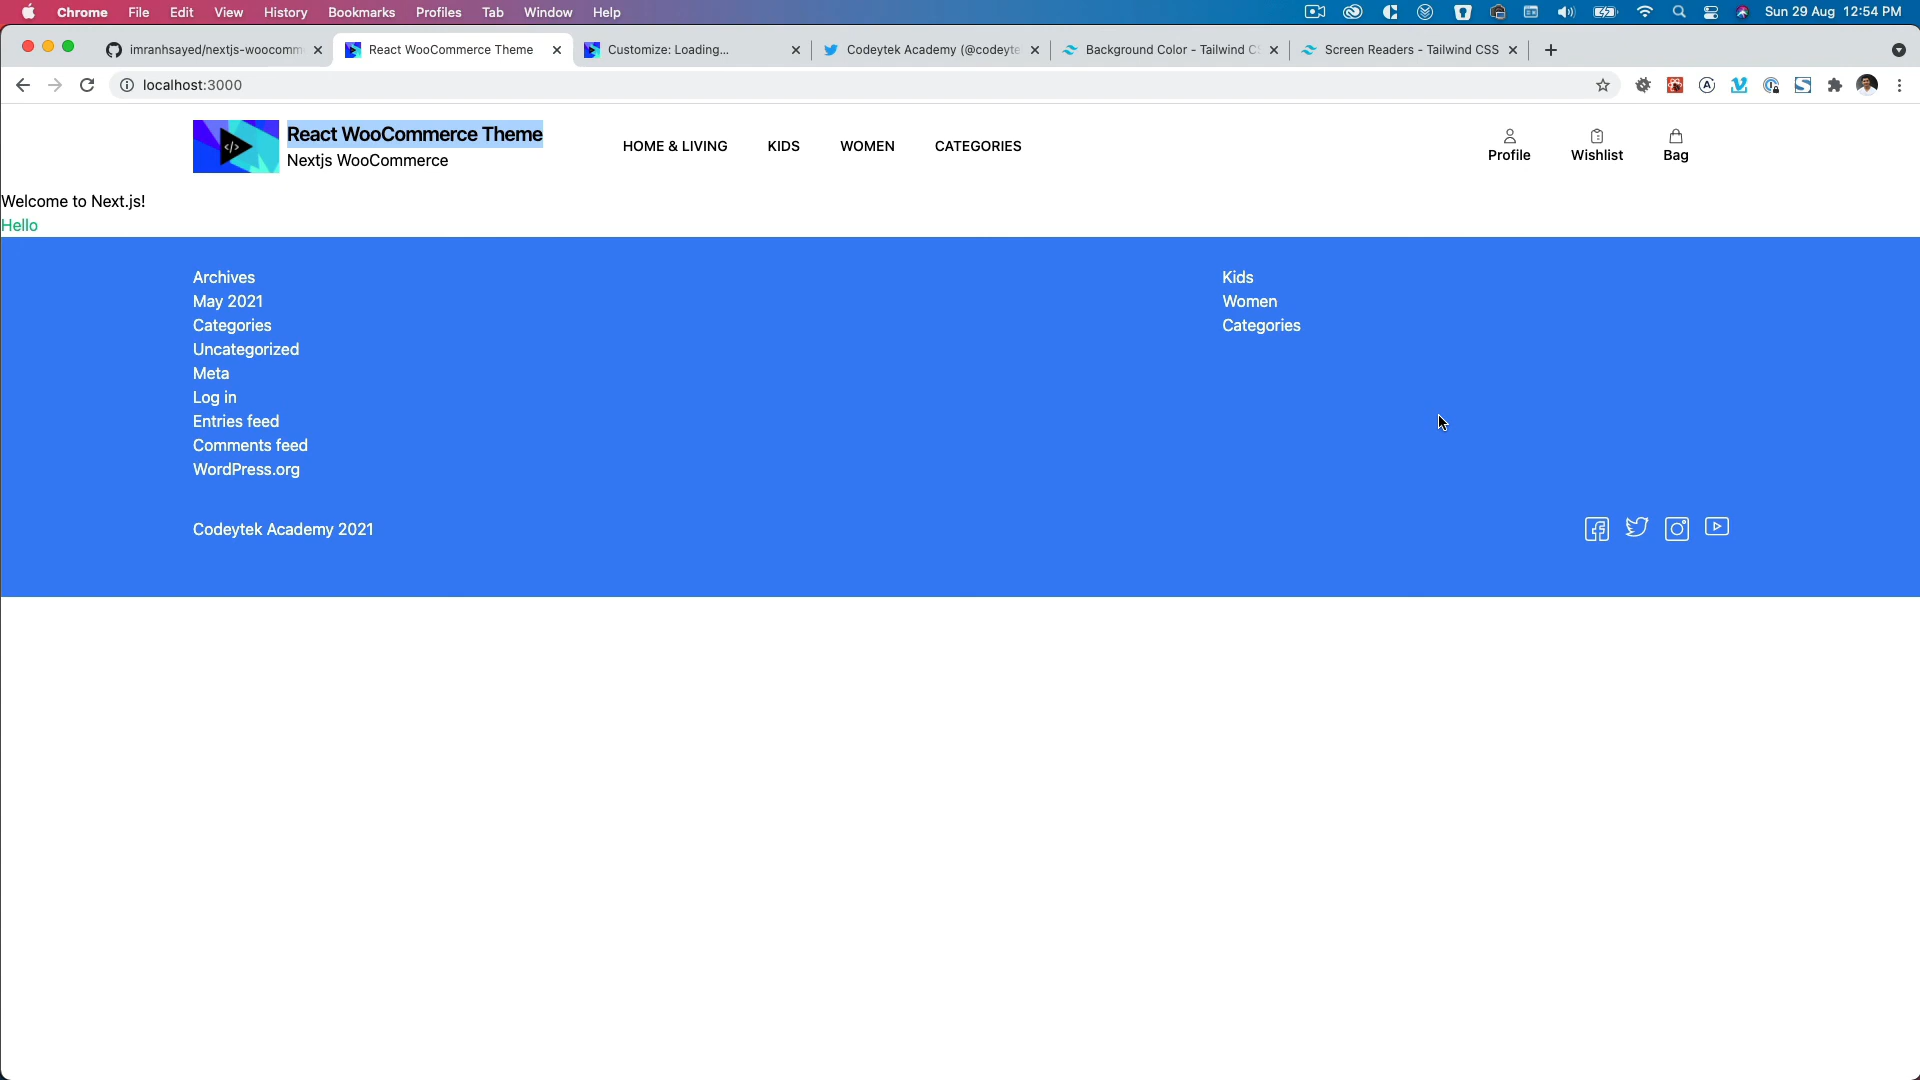 Chrome File Edit View History Bookmarks Profiles Tab Window Help Sun 29 Aug 12:54 PM
imranhsayed/nextjs-woocomm React WooCommerce Theme Customize: Loading... Codeytek Academy (@codeyte Background Color - Tailwind CS Screen Readers - Tailwind CSS
localhost:3000
React WooCommerce Theme
Nextjs WooCommerce
HOME & LIVING KIDS WOMEN CATEGORIES
Profile Wishlist Bag
Welcome to Next.js!
Hello
Archives
May 2021
Categories
Uncategorized
Meta
Log in
Entries feed
Comments feed
WordPress.org
Kids
Women
Categories
Codeytek Academy 2021